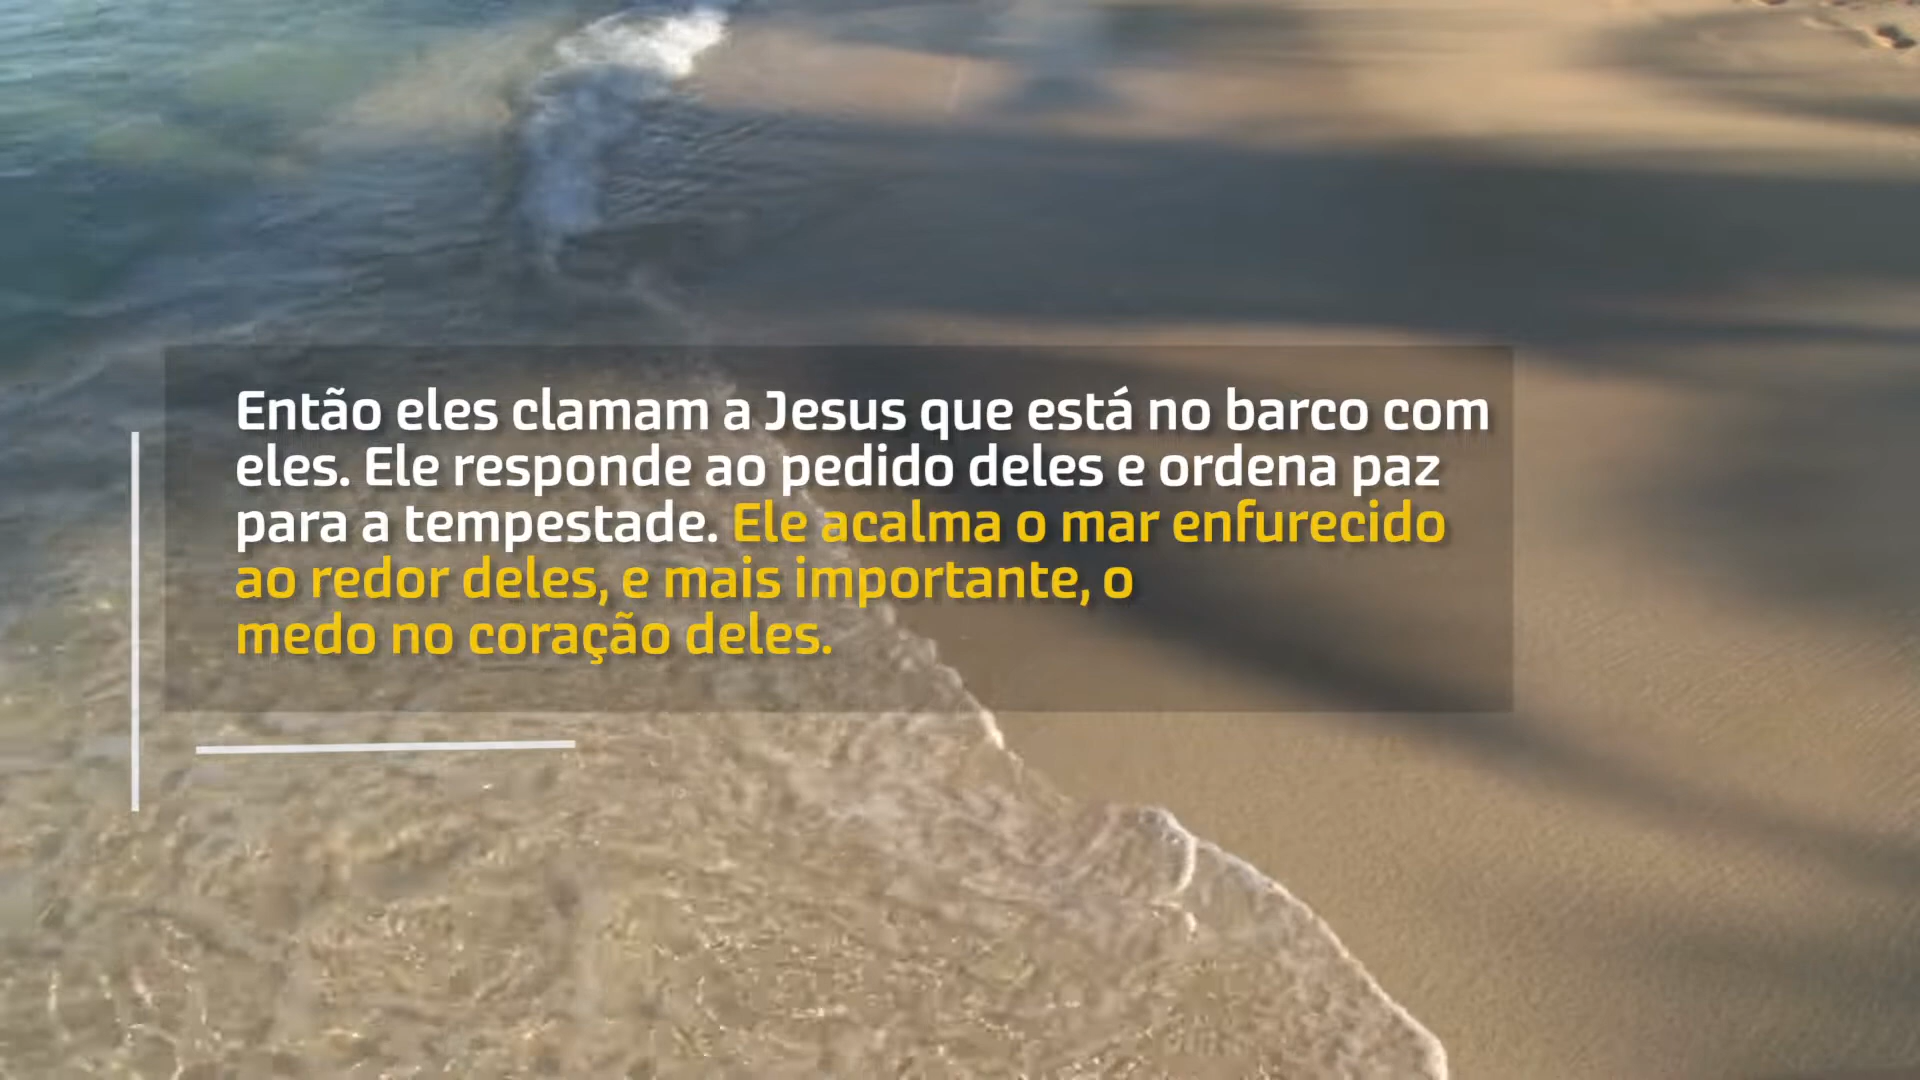 Então eles clamam a Jesus que está no barco com
eles. Ele responde ao pedido deles e ordena paz
para a tempestade. Ele acalma o mar enfurecido
ao redor deles, e mais importante, o
medo no coração deles.